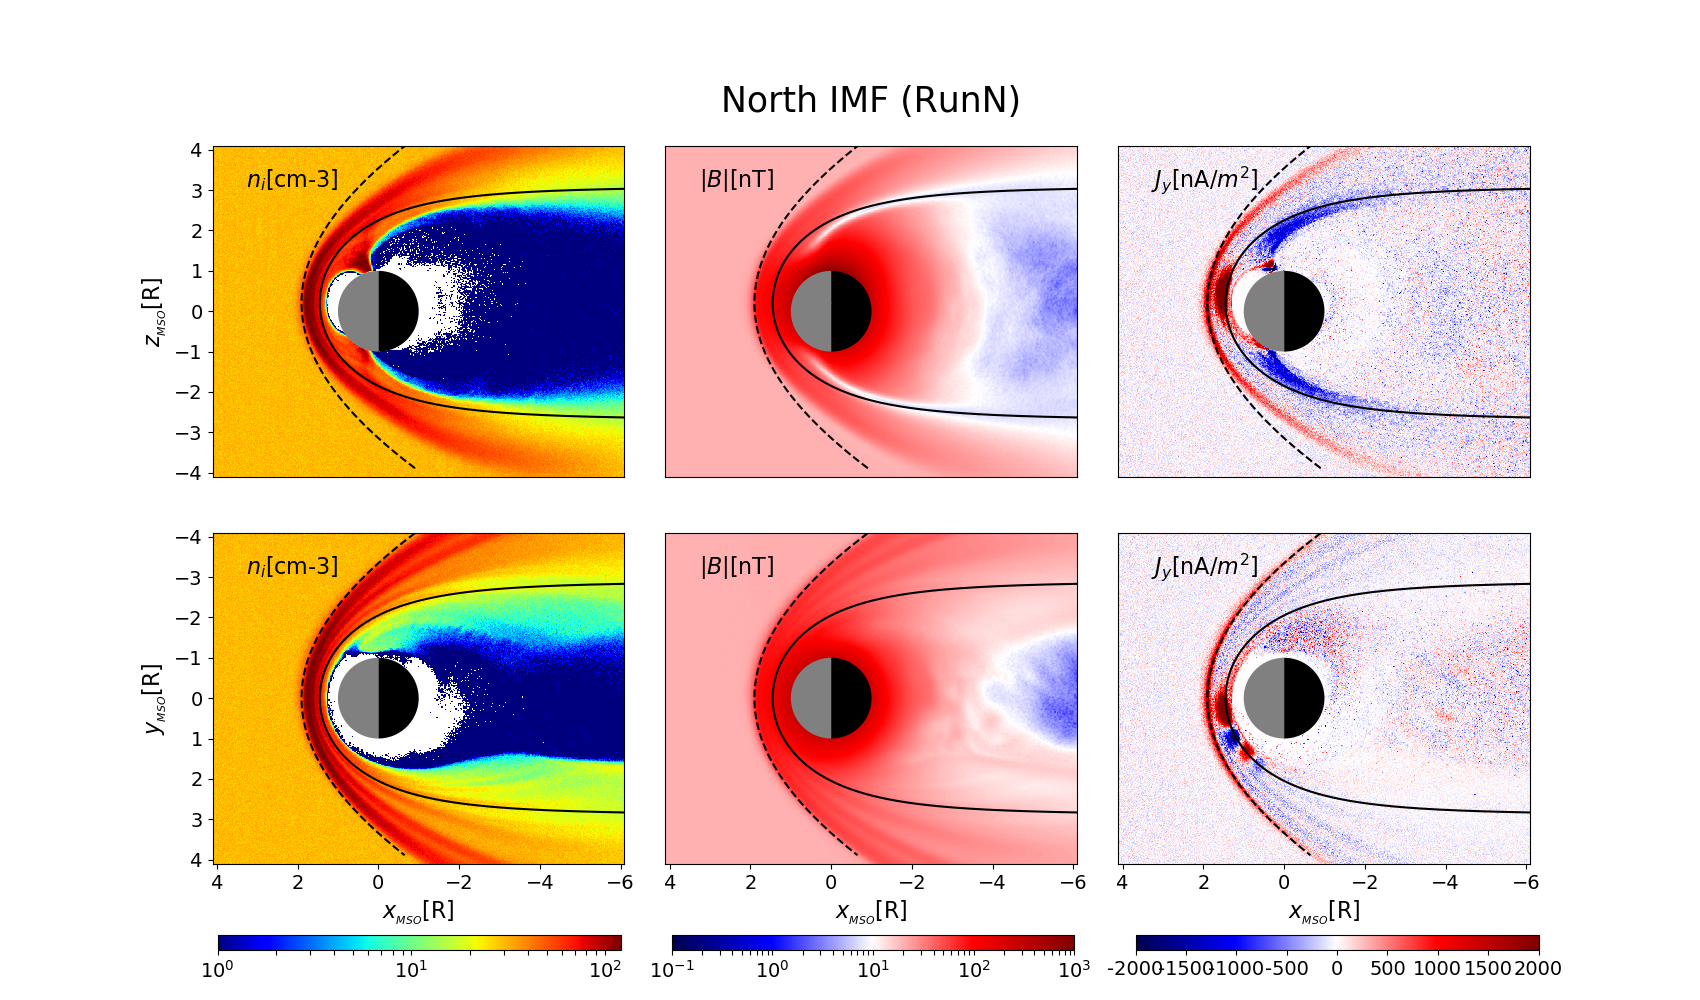 North IMF (RunN)
n_i[cm-3]
|B|[nT]
J_y[nA/m^2]
z_MSO[R]
4
3
2
1
0
−1
−2
−3
−4
n_i[cm-3]
|B|[nT]
J_y[nA/m^2]
y_MSO[R]
−4
−3
−2
−1
0
1
2
3
4
4 2 0 −2 −4 −6
4 2 0 −2 −4 −6
4 2 0 −2 −4 −6
x_MSO[R]
x_MSO[R]
x_MSO[R]
10^0 10^1 10^2
10^−1 10^0 10^1 10^2 10^3
-2000 -1500 -1000 -500 0 500 1000 1500 2000